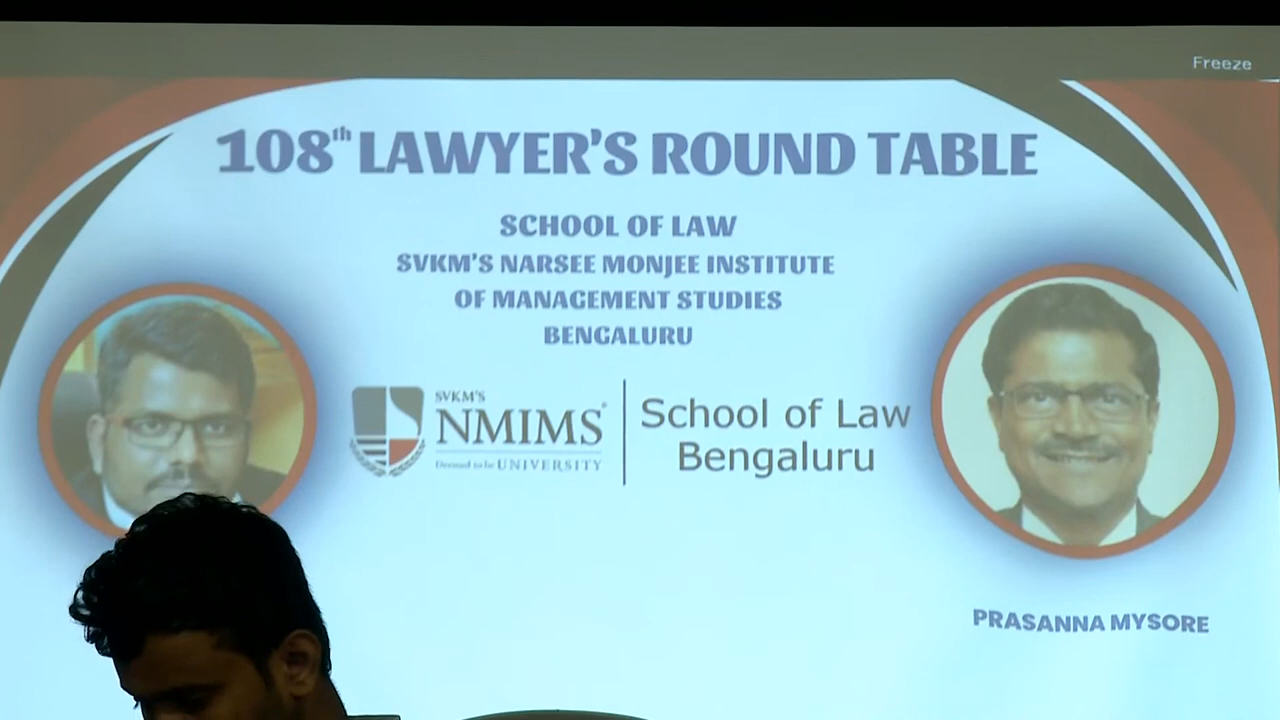 Freeze
108th LAWYER'S ROUND TABLE
SCHOOL OF LAW
SVKM'S NARSEE MONJEE INSTITUTE
OF MANAGEMENT STUDIES
BENGALURU
SVKM'S
NMIMS
Deemed to be UNIVERSITY
School of Law
Bengaluru
PRASANNA MYSORE